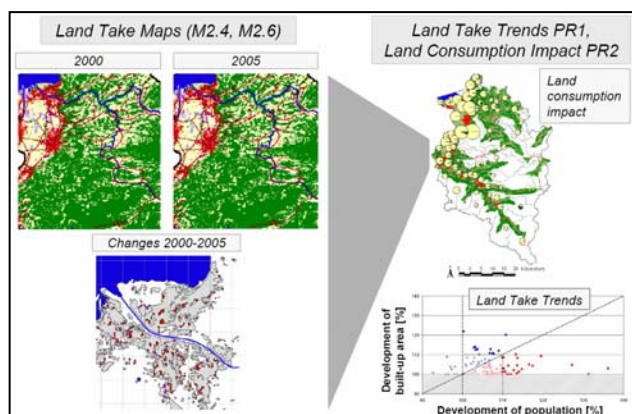 Land Take Maps (M2.4, M2.6)
2000
2005
Changes 2000-2005
Land Take Trends PR1,
Land Consumption Impact PR2
Land
consumption
impact
Land Take Trends
Development of
built-up area [%]
Development of population [%]